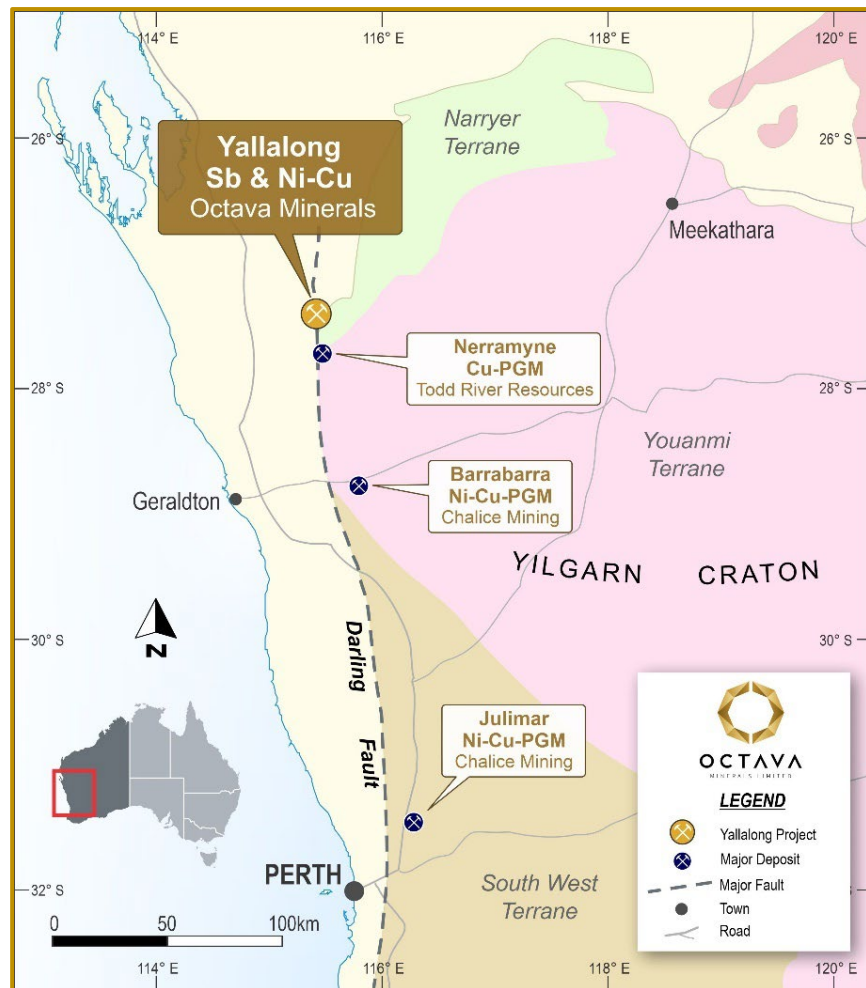 114° E
116° E
118° E
120° E
26° S
26° S
Narryer
Terrane
Yallalong
Sb & Ni-Cu
Octava Minerals
Meekathara
Nerramyne
Cu-PGM
Todd River Resources
28° S
28° S
Youanmi
Terrane
Barrabarra
Ni-Cu-PGM
Chalice Mining
Geraldton
YILGARN CRATON
N
Darling
Fault
30° S
30° S
Julimar
Ni-Cu-PGM
Chalice Mining
OCTAVA
MINERALS LIMITED
LEGEND
Yallalong Project
Major Deposit
Major Fault
Town
Road
PERTH
32° S
32° S
South West
Terrane
0 50 100km
114° E
116° E
118° E
120° E